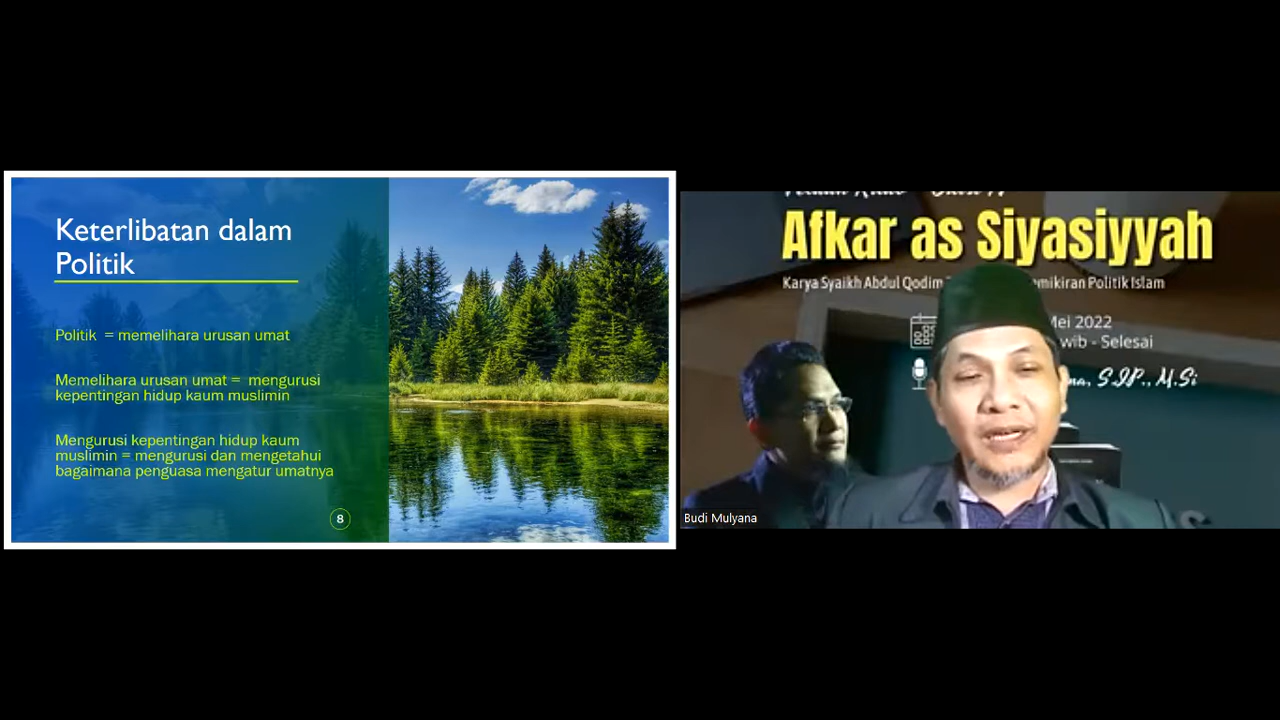 Keterlibatan dalam
Politik
Politik = memelihara urusan umat
Memelihara urusan umat = mengurusi
kepentingan hidup kaum muslimin
Mengurusi kepentingan hidup kaum
muslimin = mengurusi dan mengetahui
bagaimana penguasa mengatur umatnya
8
Afkar as Siyasiyyah
Karya Syaikh Abdul Qodim Politik Islam
Mei 2022
wib - Selesai
S.IP., M.Si
Budi Mulyana